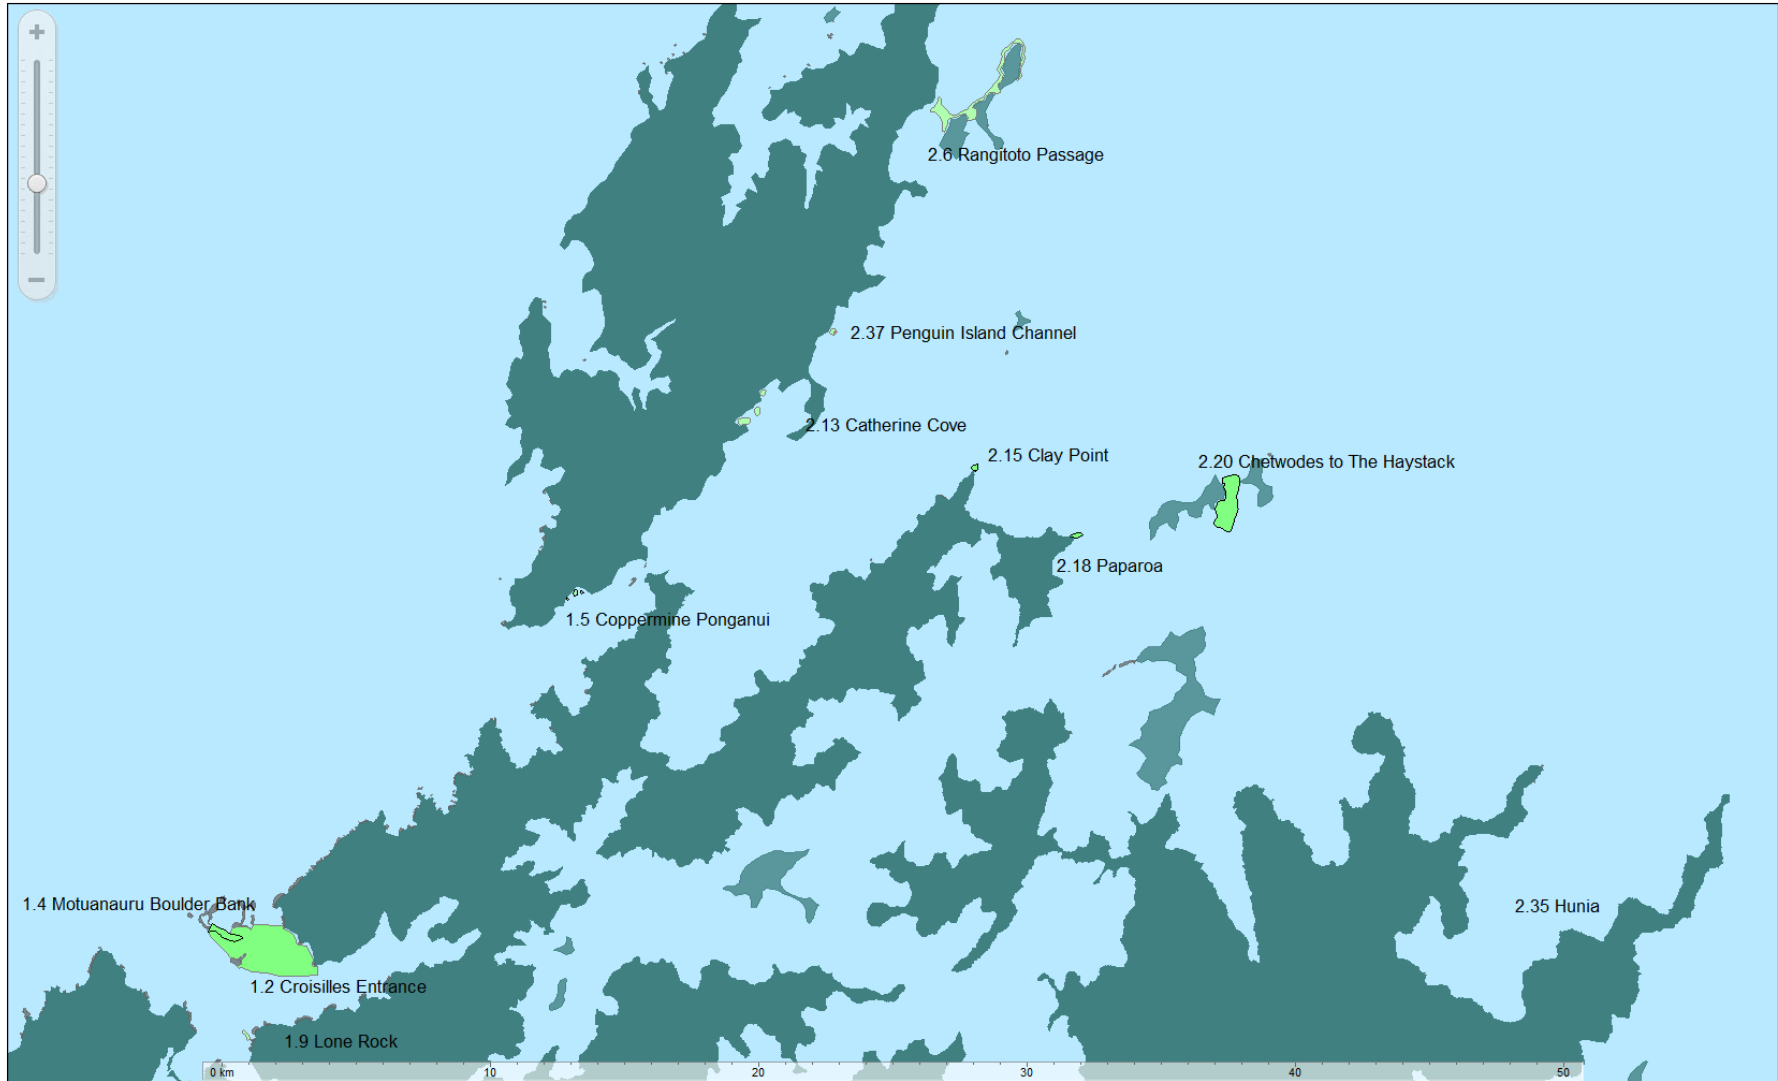 +
2.6 Rangitoto Passage
−
2.37 Penguin Island Channel
2.13 Catherine Cove
2.15 Clay Point
2.20 Chetwodes to The Haystack
2.18 Paparoa
1.5 Coppermine Ponganui
1.4 Motuanauru Boulder Bank
2.35 Hunia
1.2 Croisilles Entrance
1.9 Lone Rock
0 km 10 20 30 40 50